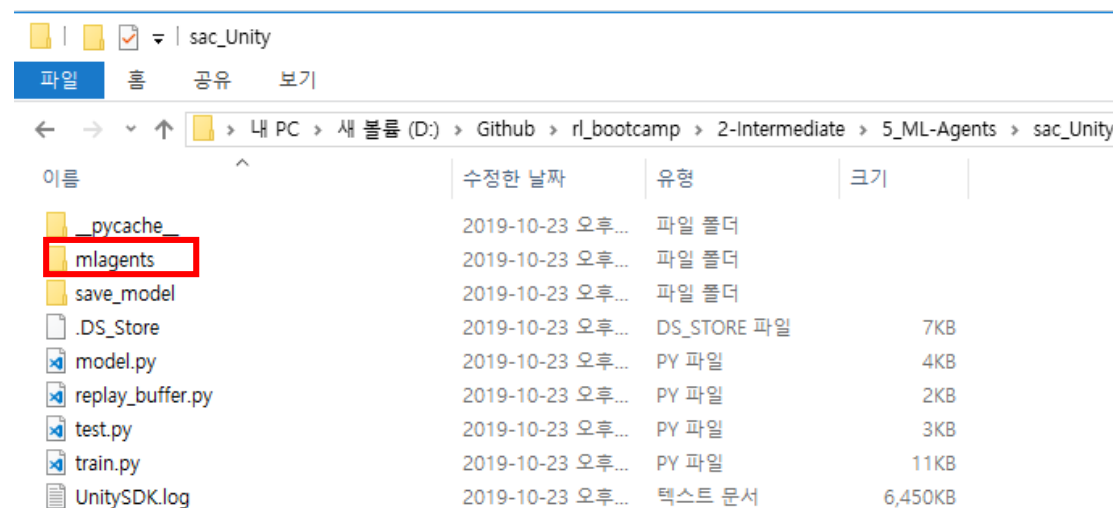 sac_Unity
파일 홈 공유 보기
내 PC > 새 볼륨 (D:) > Github > rl_bootcamp > 2-Intermediate > 5_ML-Agents > sac_Unity
이름 수정한 날짜 유형 크기
__pycache__ 2019-10-23 오후... 파일 폴더
mlagents 2019-10-23 오후... 파일 폴더
save_model 2019-10-23 오후... 파일 폴더
.DS_Store 2019-10-23 오후... DS_STORE 파일 7KB
model.py 2019-10-23 오후... PY 파일 4KB
replay_buffer.py 2019-10-23 오후... PY 파일 2KB
test.py 2019-10-23 오후... PY 파일 3KB
train.py 2019-10-23 오후... PY 파일 11KB
UnitySDK.log 2019-10-23 오후... 텍스트 문서 6,450KB